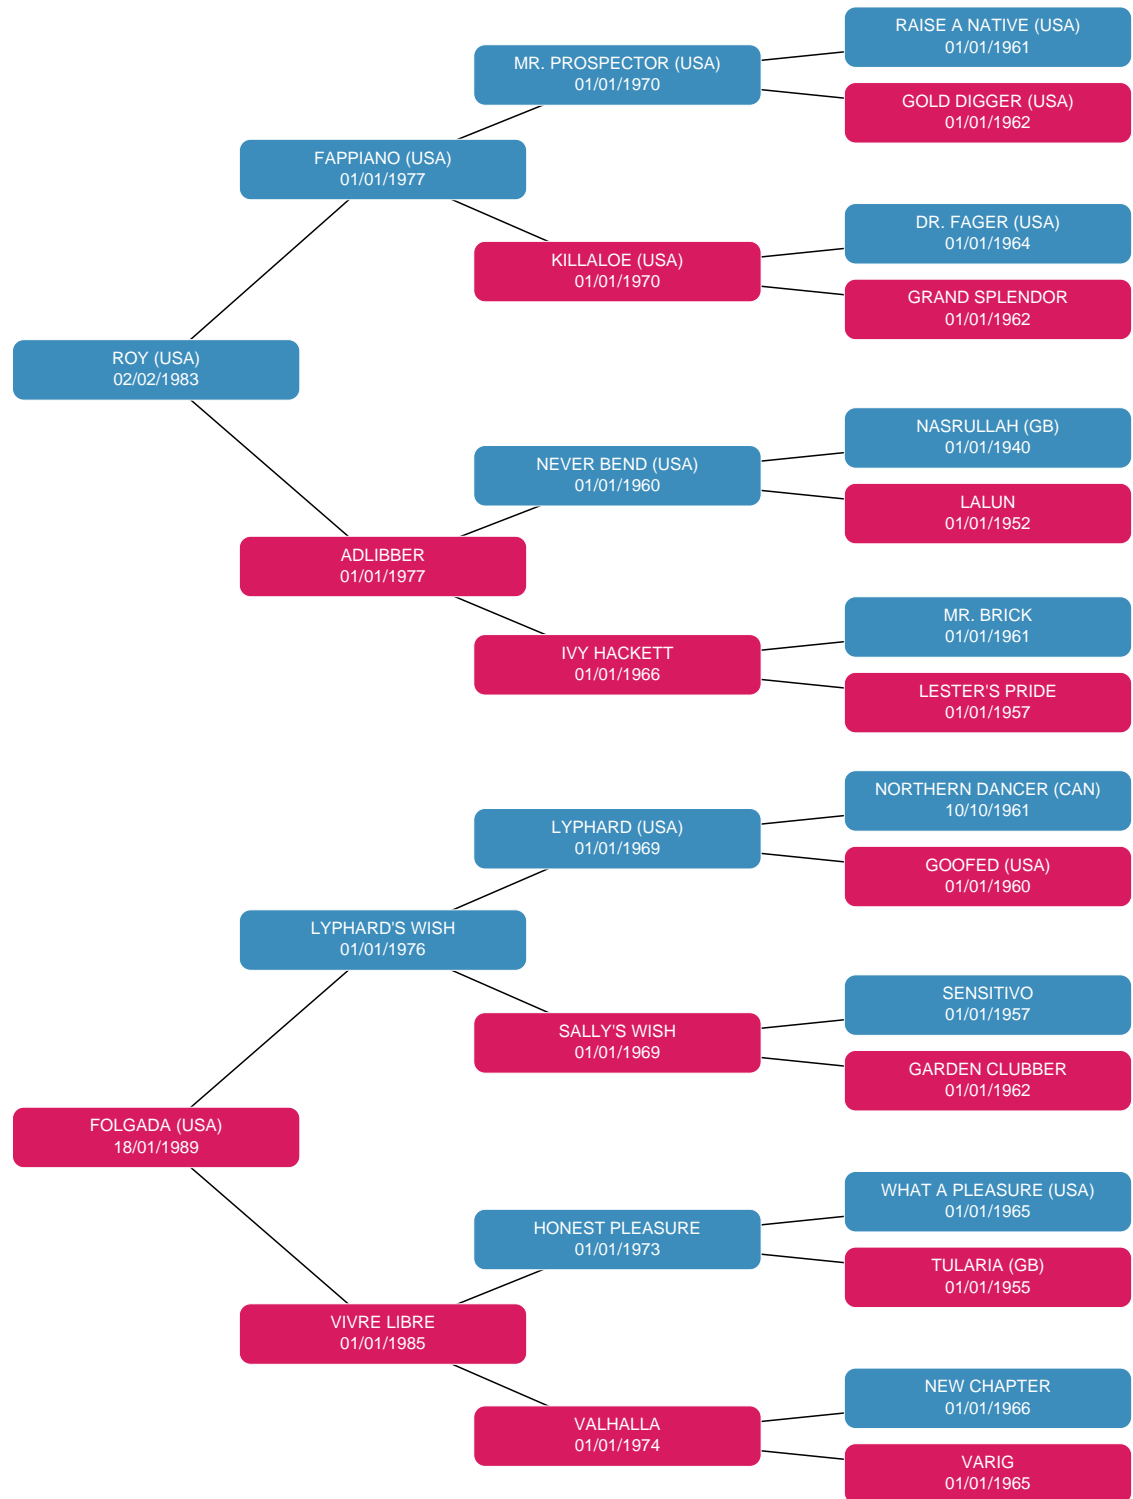 RAISE A NATIVE (USA)
01/01/1961
MR. PROSPECTOR (USA)
01/01/1970
GOLD DIGGER (USA)
01/01/1962
FAPPIANO (USA)
01/01/1977
DR. FAGER (USA)
01/01/1964
KILLALOE (USA)
01/01/1970
GRAND SPLENDOR
01/01/1962
ROY (USA)
02/02/1983
NASRULLAH (GB)
01/01/1940
NEVER BEND (USA)
01/01/1960
LALUN
01/01/1952
ADLIBBER
01/01/1977
MR. BRICK
01/01/1961
IVY HACKETT
01/01/1966
LESTER'S PRIDE
01/01/1957
NORTHERN DANCER (CAN)
10/10/1961
LYPHARD (USA)
01/01/1969
GOOFED (USA)
01/01/1960
LYPHARD'S WISH
01/01/1976
SENSITIVO
01/01/1957
SALLY'S WISH
01/01/1969
GARDEN CLUBBER
01/01/1962
FOLGADA (USA)
18/01/1989
WHAT A PLEASURE (USA)
01/01/1965
HONEST PLEASURE
01/01/1973
TULARIA (GB)
01/01/1955
VIVRE LIBRE
01/01/1985
NEW CHAPTER
01/01/1966
VALHALLA
01/01/1974
VARIG
01/01/1965